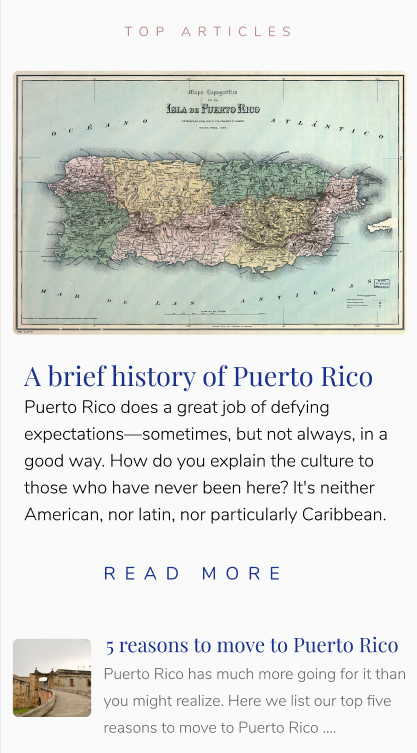 TOP ARTICLES
Mapa Topográfico
DE LA
ISLA DE PUERTO RICO
OCÉANO ATLÁNTICO
MAR DE LAS ANTILLAS
A brief history of Puerto Rico
Puerto Rico does a great job of defying
expectations—sometimes, but not always, in a
good way. How do you explain the culture to
those who have never been here? It's neither
American, nor latin, nor particularly Caribbean.
READ MORE
5 reasons to move to Puerto Rico
Puerto Rico has much more going for it than
you might realize. Here we list our top five
reasons to move to Puerto Rico ....